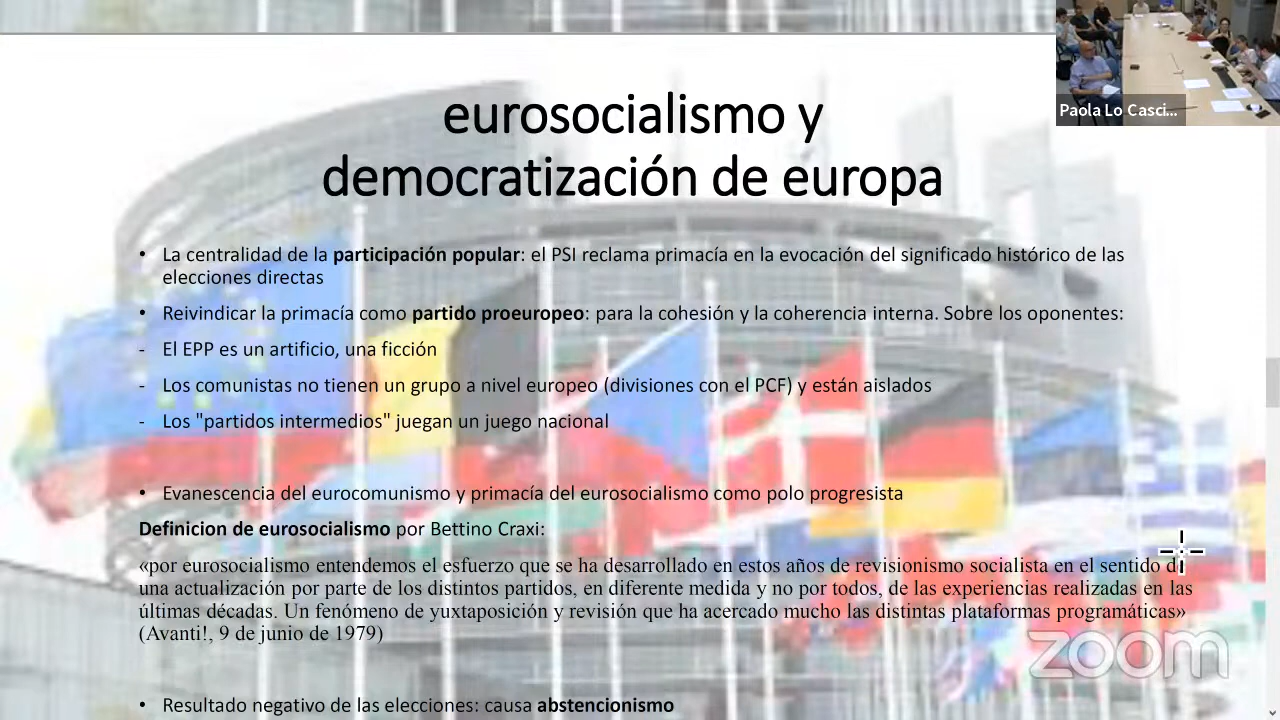 eurosocialismo y
democratización de europa
Paola Lo Casci...
• La centralidad de la participación popular: el PSI reclama primacía en la evocación del significado histórico de las
elecciones directas
• Reivindicar la primacía como partido proeuropeo: para la cohesión y la coherencia interna. Sobre los oponentes:
- El EPP es un artificio, una ficción
- Los comunistas no tienen un grupo a nivel europeo (divisiones con el PCF) y están aislados
- Los "partidos intermedios" juegan un juego nacional
• Evanescencia del eurocomunismo y primacía del eurosocialismo como polo progresista
Definicion de eurosocialismo por Bettino Craxi:
«por eurosocialismo entendemos el esfuerzo que se ha desarrollado en estos años de revisionismo socialista en el sentido de
una actualización por parte de los distintos partidos, en diferente medida y no por todos, de las experiencias realizadas en las
últimas décadas. Un fenómeno de yuxtaposición y revisión que ha acercado mucho las distintas plataformas programáticas»
(Avanti!, 9 de junio de 1979)
zoom
• Resultado negativo de las elecciones: causa abstencionismo